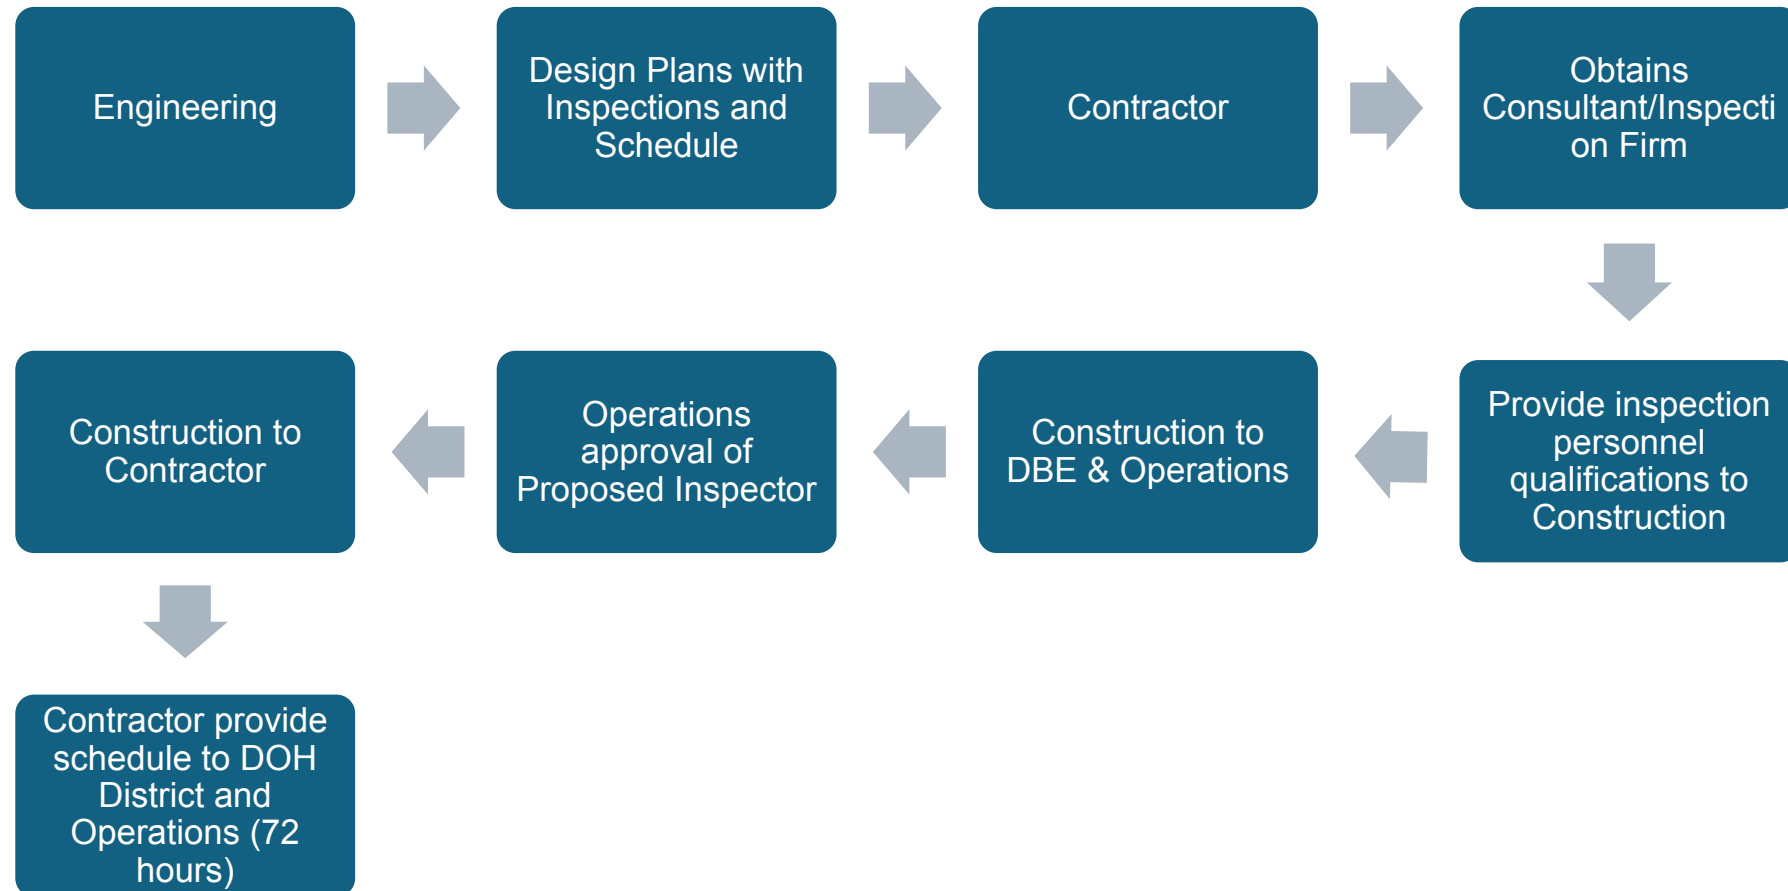 Engineering
Design Plans with
Inspections and
Schedule
Contractor
Obtains
Consultant/Inspecti
on Firm
Provide inspection
personnel
qualifications to
Construction
Construction to
DBE & Operations
Operations
approval of
Proposed Inspector
Construction to
Contractor
Contractor provide
schedule to DOH
District and
Operations (72
hours)